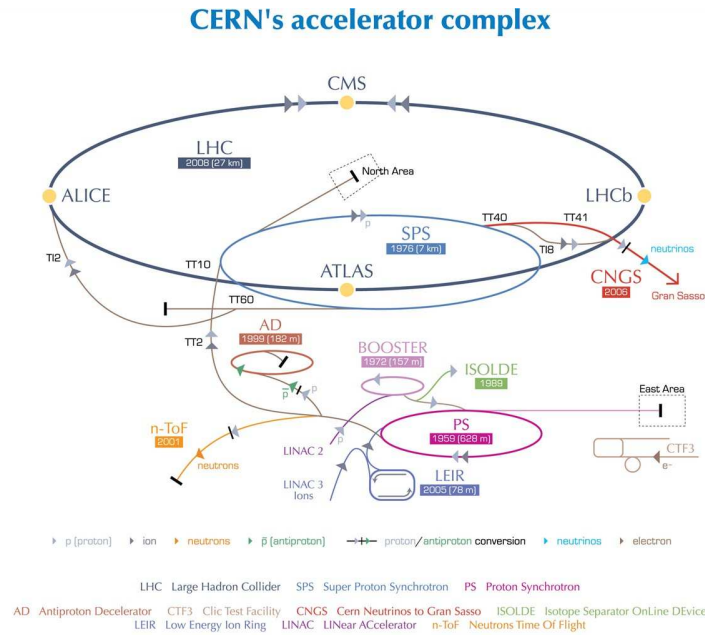 CERN's accelerator complex
CMS
LHC
2008 (27 km)
North Area
ALICE
LHCb
TT40
TT41
SPS
1976 (7 km)
p
TI8
neutrinos
TI2
TT10
ATLAS
CNGS
2006
Gran Sasso
TT60
AD
1999 (182 m)
TT2
BOOSTER
1972 (157 m)
ISOLDE
1989
p
p̅
East Area
n-ToF
2001
PS
1959 (628 m)
LINAC 2
p
neutrons
CTF3
e-
LEIR
2005 (78 m)
LINAC 3
Ions
p (proton) ion neutrons p̅ (antiproton) proton/antiproton conversion neutrinos electron
LHC Large Hadron Collider SPS Super Proton Synchrotron PS Proton Synchrotron
AD Antiproton Decelerator CTF3 Clic Test Facility CNGS Cern Neutrinos to Gran Sasso ISOLDE Isotope Separator OnLine DEvice
LEIR Low Energy Ion Ring LINAC LINear ACcelerator n-ToF Neutrons Time Of Flight